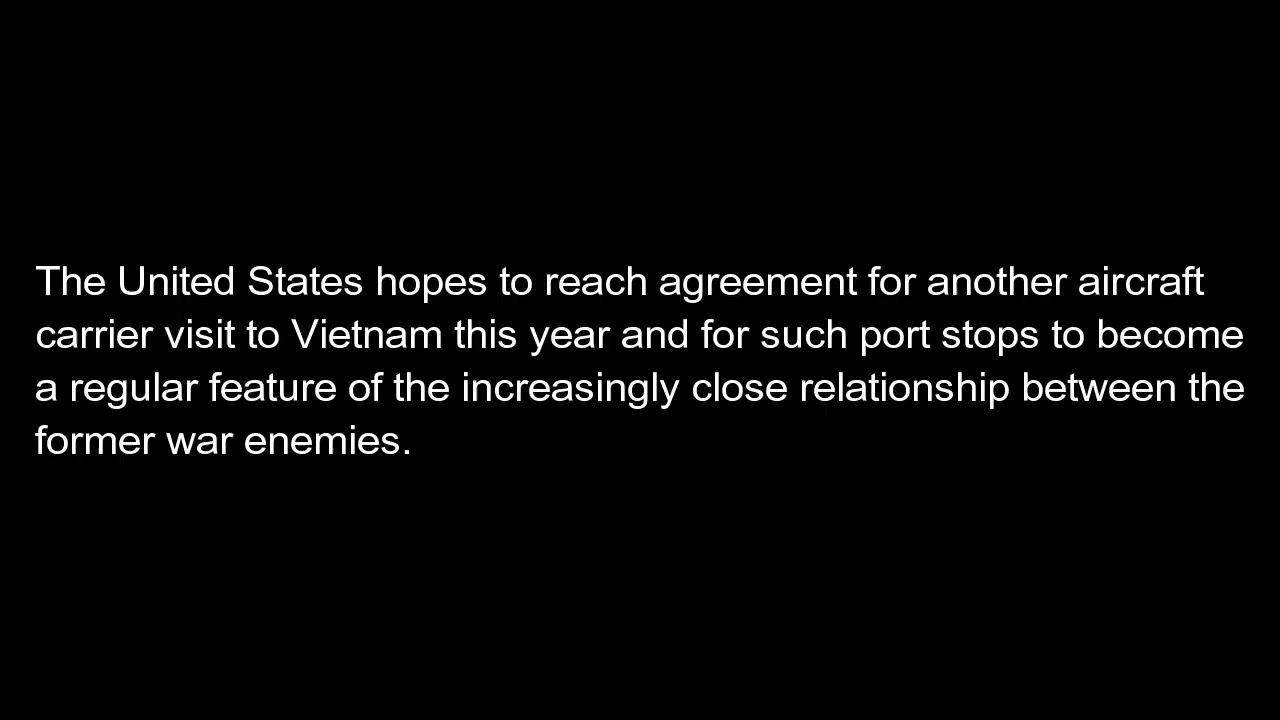 The United States hopes to reach agreement for another aircraft
carrier visit to Vietnam this year and for such port stops to become
a regular feature of the increasingly close relationship between the
former war enemies.